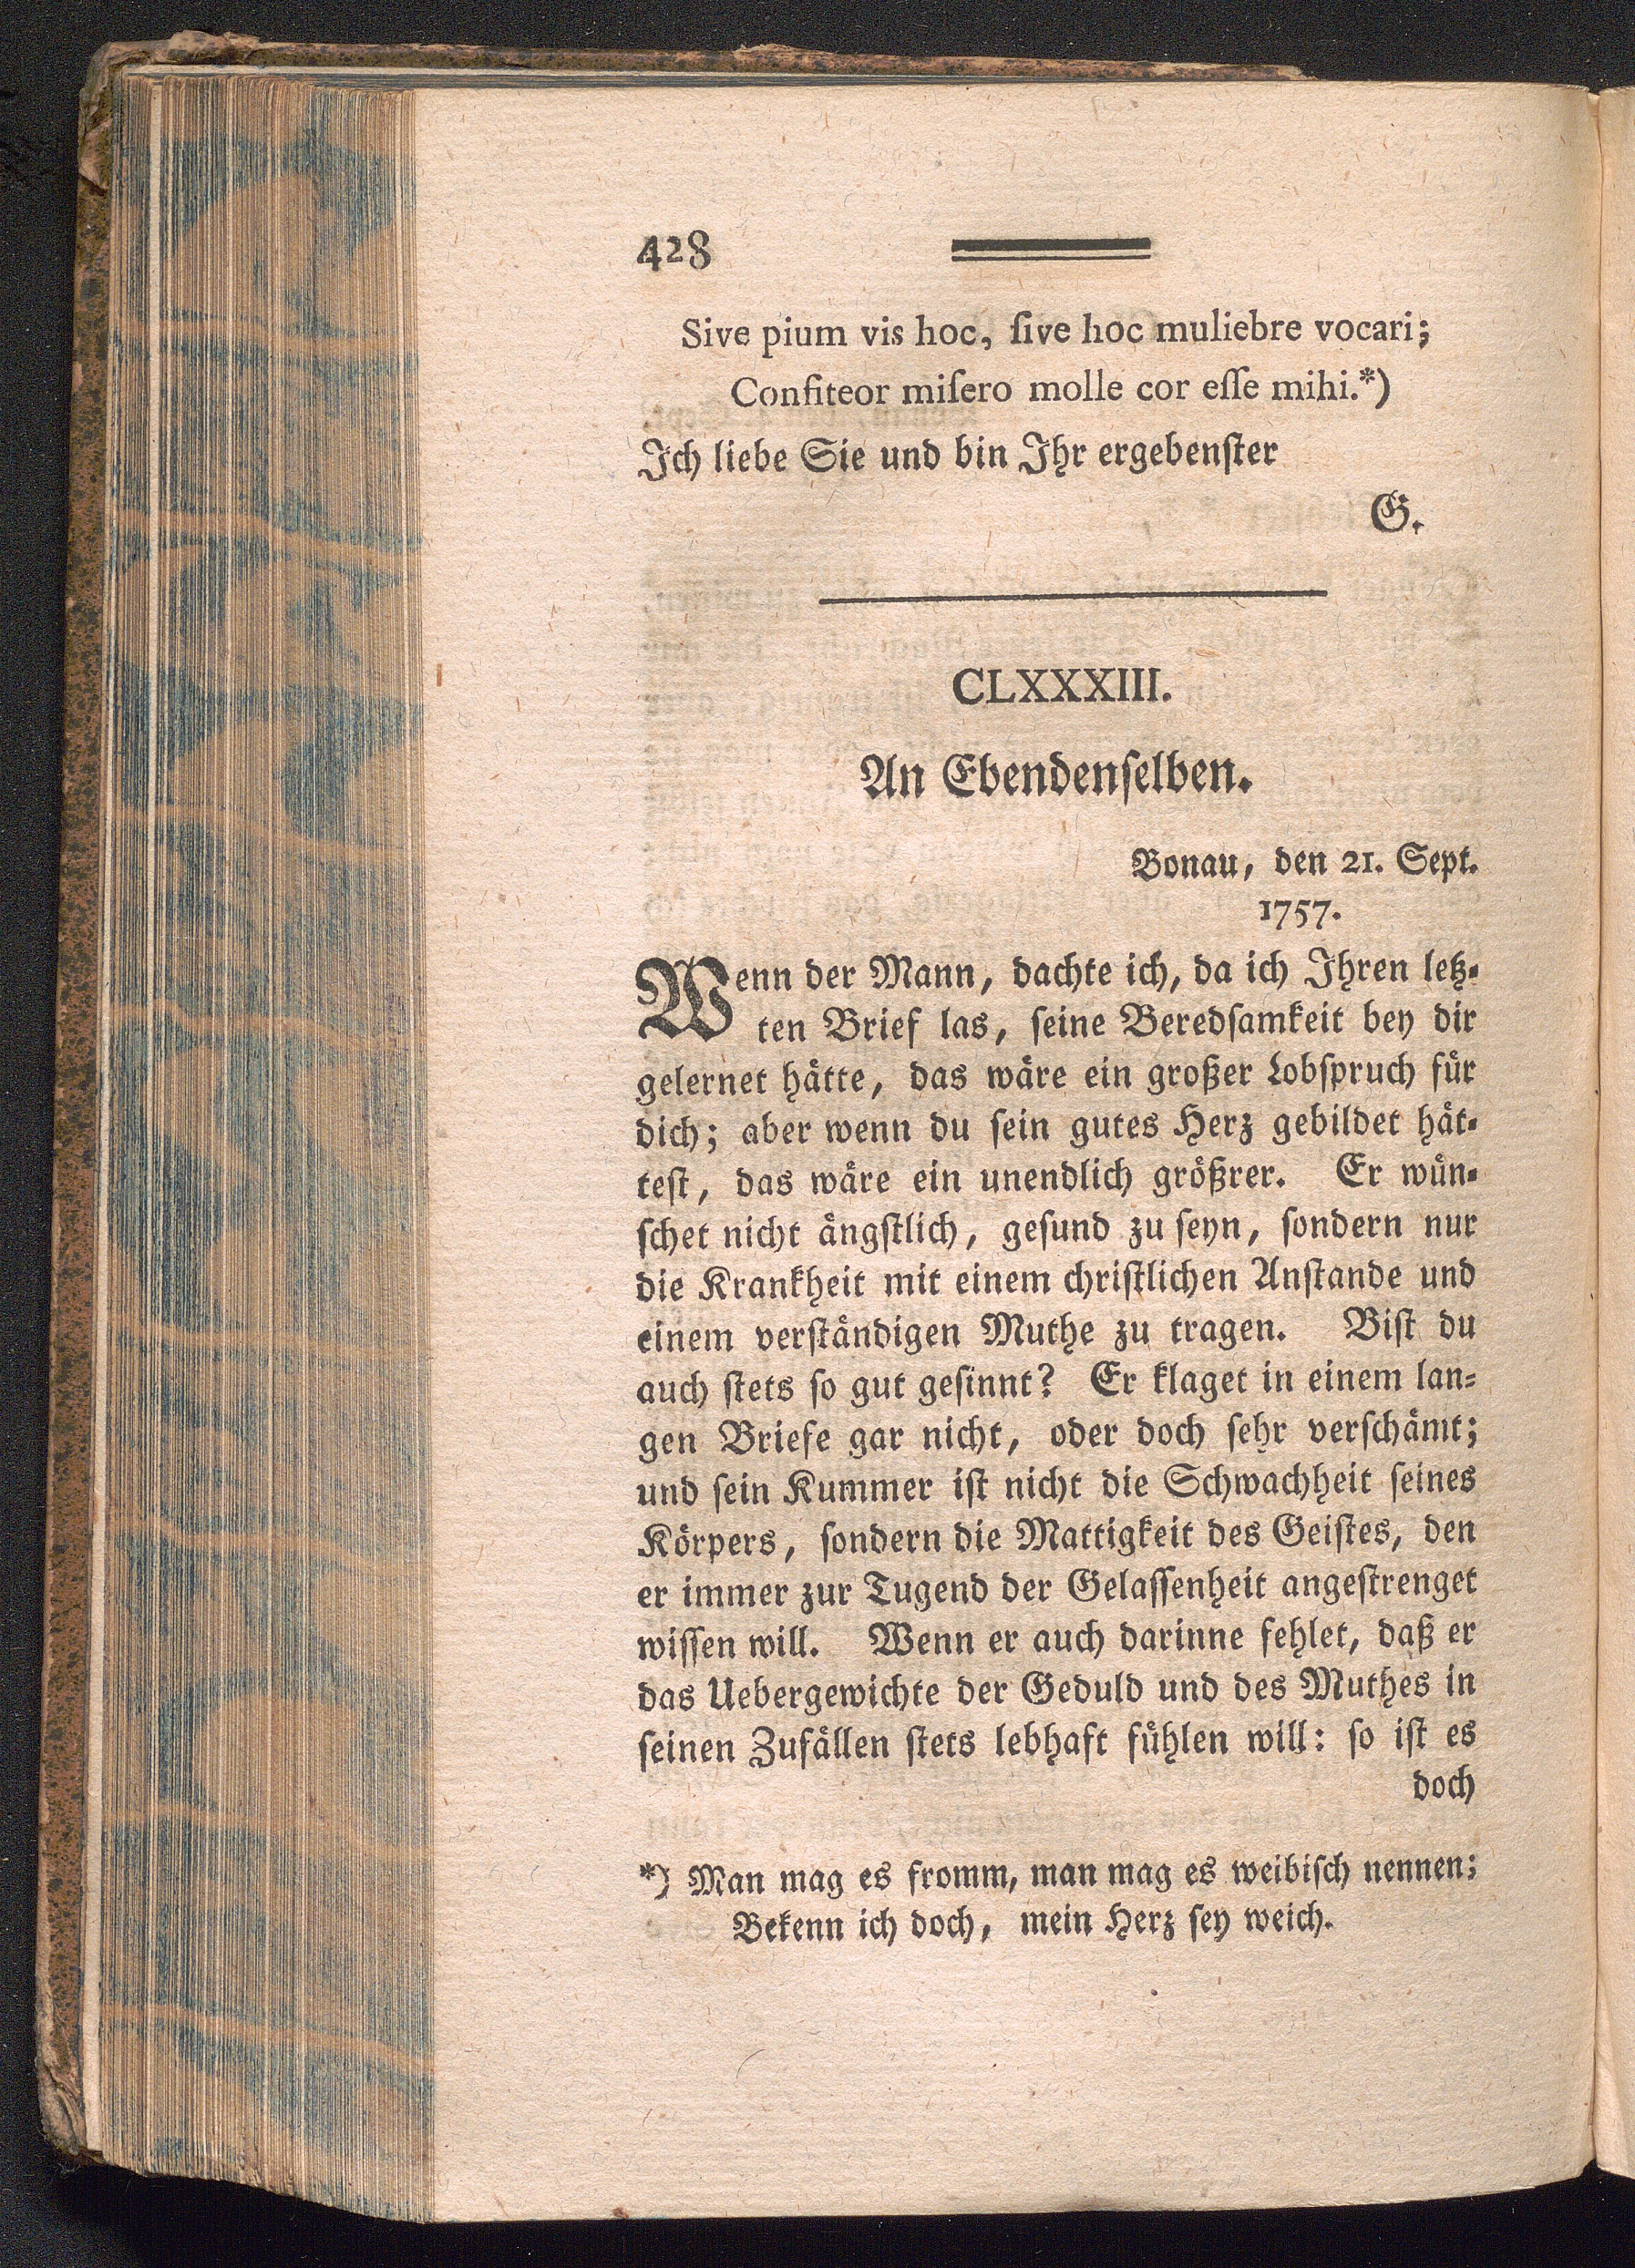 428
Sive pium vis hoc, ſive hoc muliebre vocari;
Confiteor miſero molle cor eſſe mihi.*)
Ich liebe Sie und bin Ihr ergebenſter
G.
CLXXXIII.
An Ebendenſelben.
Bonau, den 21. Sept.
1757.
Wenn der Mann, dachte ich, da ich Ihren letz-
ten Brief las, ſeine Beredſamkeit bey dir
gelernet hätte, das wäre ein großer Lobſpruch für
dich; aber wenn du ſein gutes Herz gebildet hät-
teſt, das wäre ein unendlich größrer. Er wün-
ſchet nicht ängſtlich, geſund zu ſeyn, ſondern nur
die Krankheit mit einem chriſtlichen Anſtande und
einem verſtändigen Muthe zu tragen. Biſt du
auch ſtets ſo gut geſinnt? Er klaget in einem lan-
gen Briefe gar nicht, oder doch ſehr verſchämt;
und ſein Kummer iſt nicht die Schwachheit ſeines
Körpers, ſondern die Mattigkeit des Geiſtes, den
er immer zur Tugend der Gelaſſenheit angeſtrenget
wiſſen will. Wenn er auch darinne fehlet, daß er
das Uebergewichte der Geduld und des Muthes in
ſeinen Zufällen ſtets lebhaft fühlen will: ſo iſt es
doch
*) Man mag es fromm, man mag es weibiſch nennen;
Bekenn ich doch, mein Herz ſey weich.